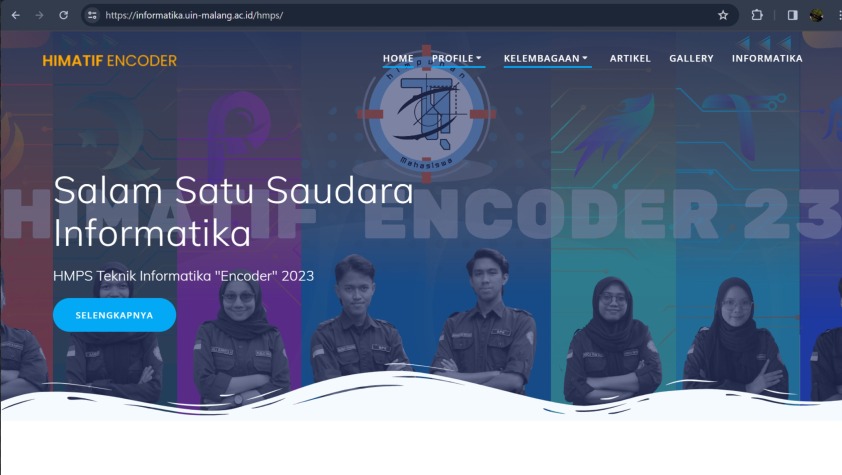 https://informatika.uin-malang.ac.id/hmps/
HIMATIF ENCODER
HOME PROFILE KELEMBAGAAN ARTIKEL GALLERY INFORMATIKA
Himpunan
Mahasiswa
HIMATIF ENCODER 23
Salam Satu Saudara
Informatika
HMPS Teknik Informatika "Encoder" 2023
SELENGKAPNYA